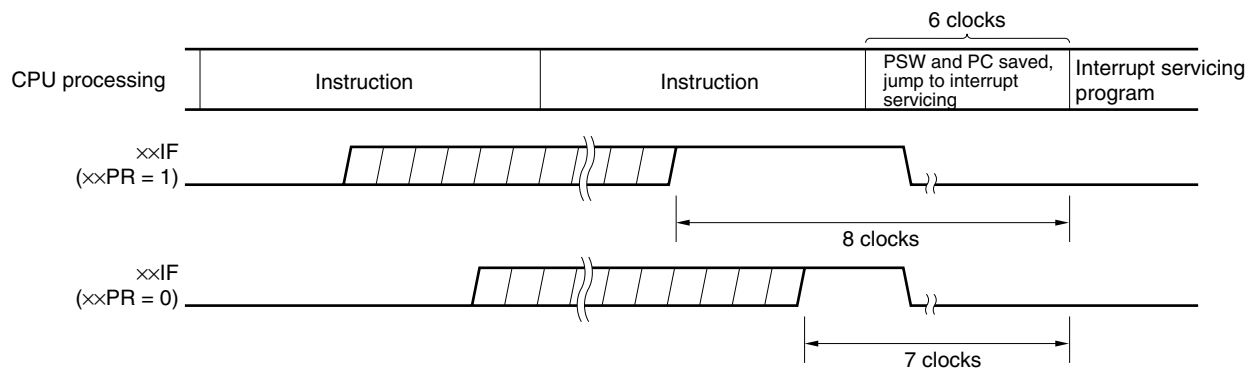 6 clocks
CPU processing
Instruction
Instruction
PSW and PC saved,
jump to interrupt
servicing
Interrupt servicing
program
××IF
(××PR = 1)
8 clocks
××IF
(××PR = 0)
7 clocks